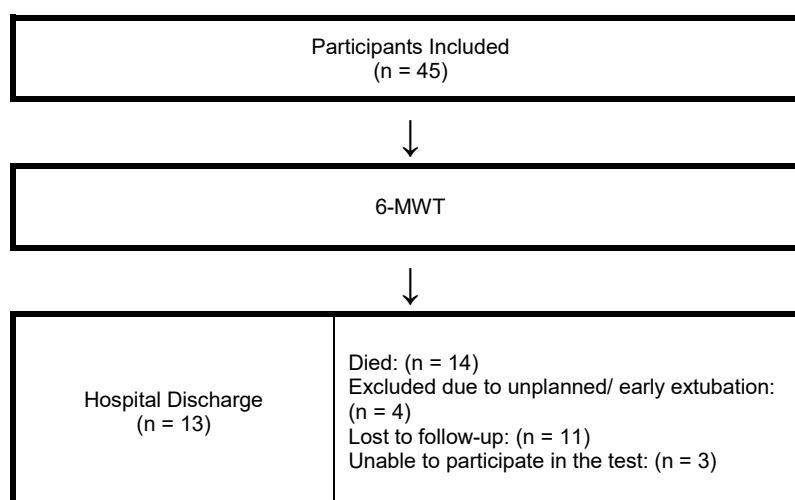 Participants Included
(n = 45)
↓
6-MWT
↓
Hospital Discharge
(n = 13)
Died: (n = 14)
Excluded due to unplanned/ early extubation:
(n = 4)
Lost to follow-up: (n = 11)
Unable to participate in the test: (n = 3)